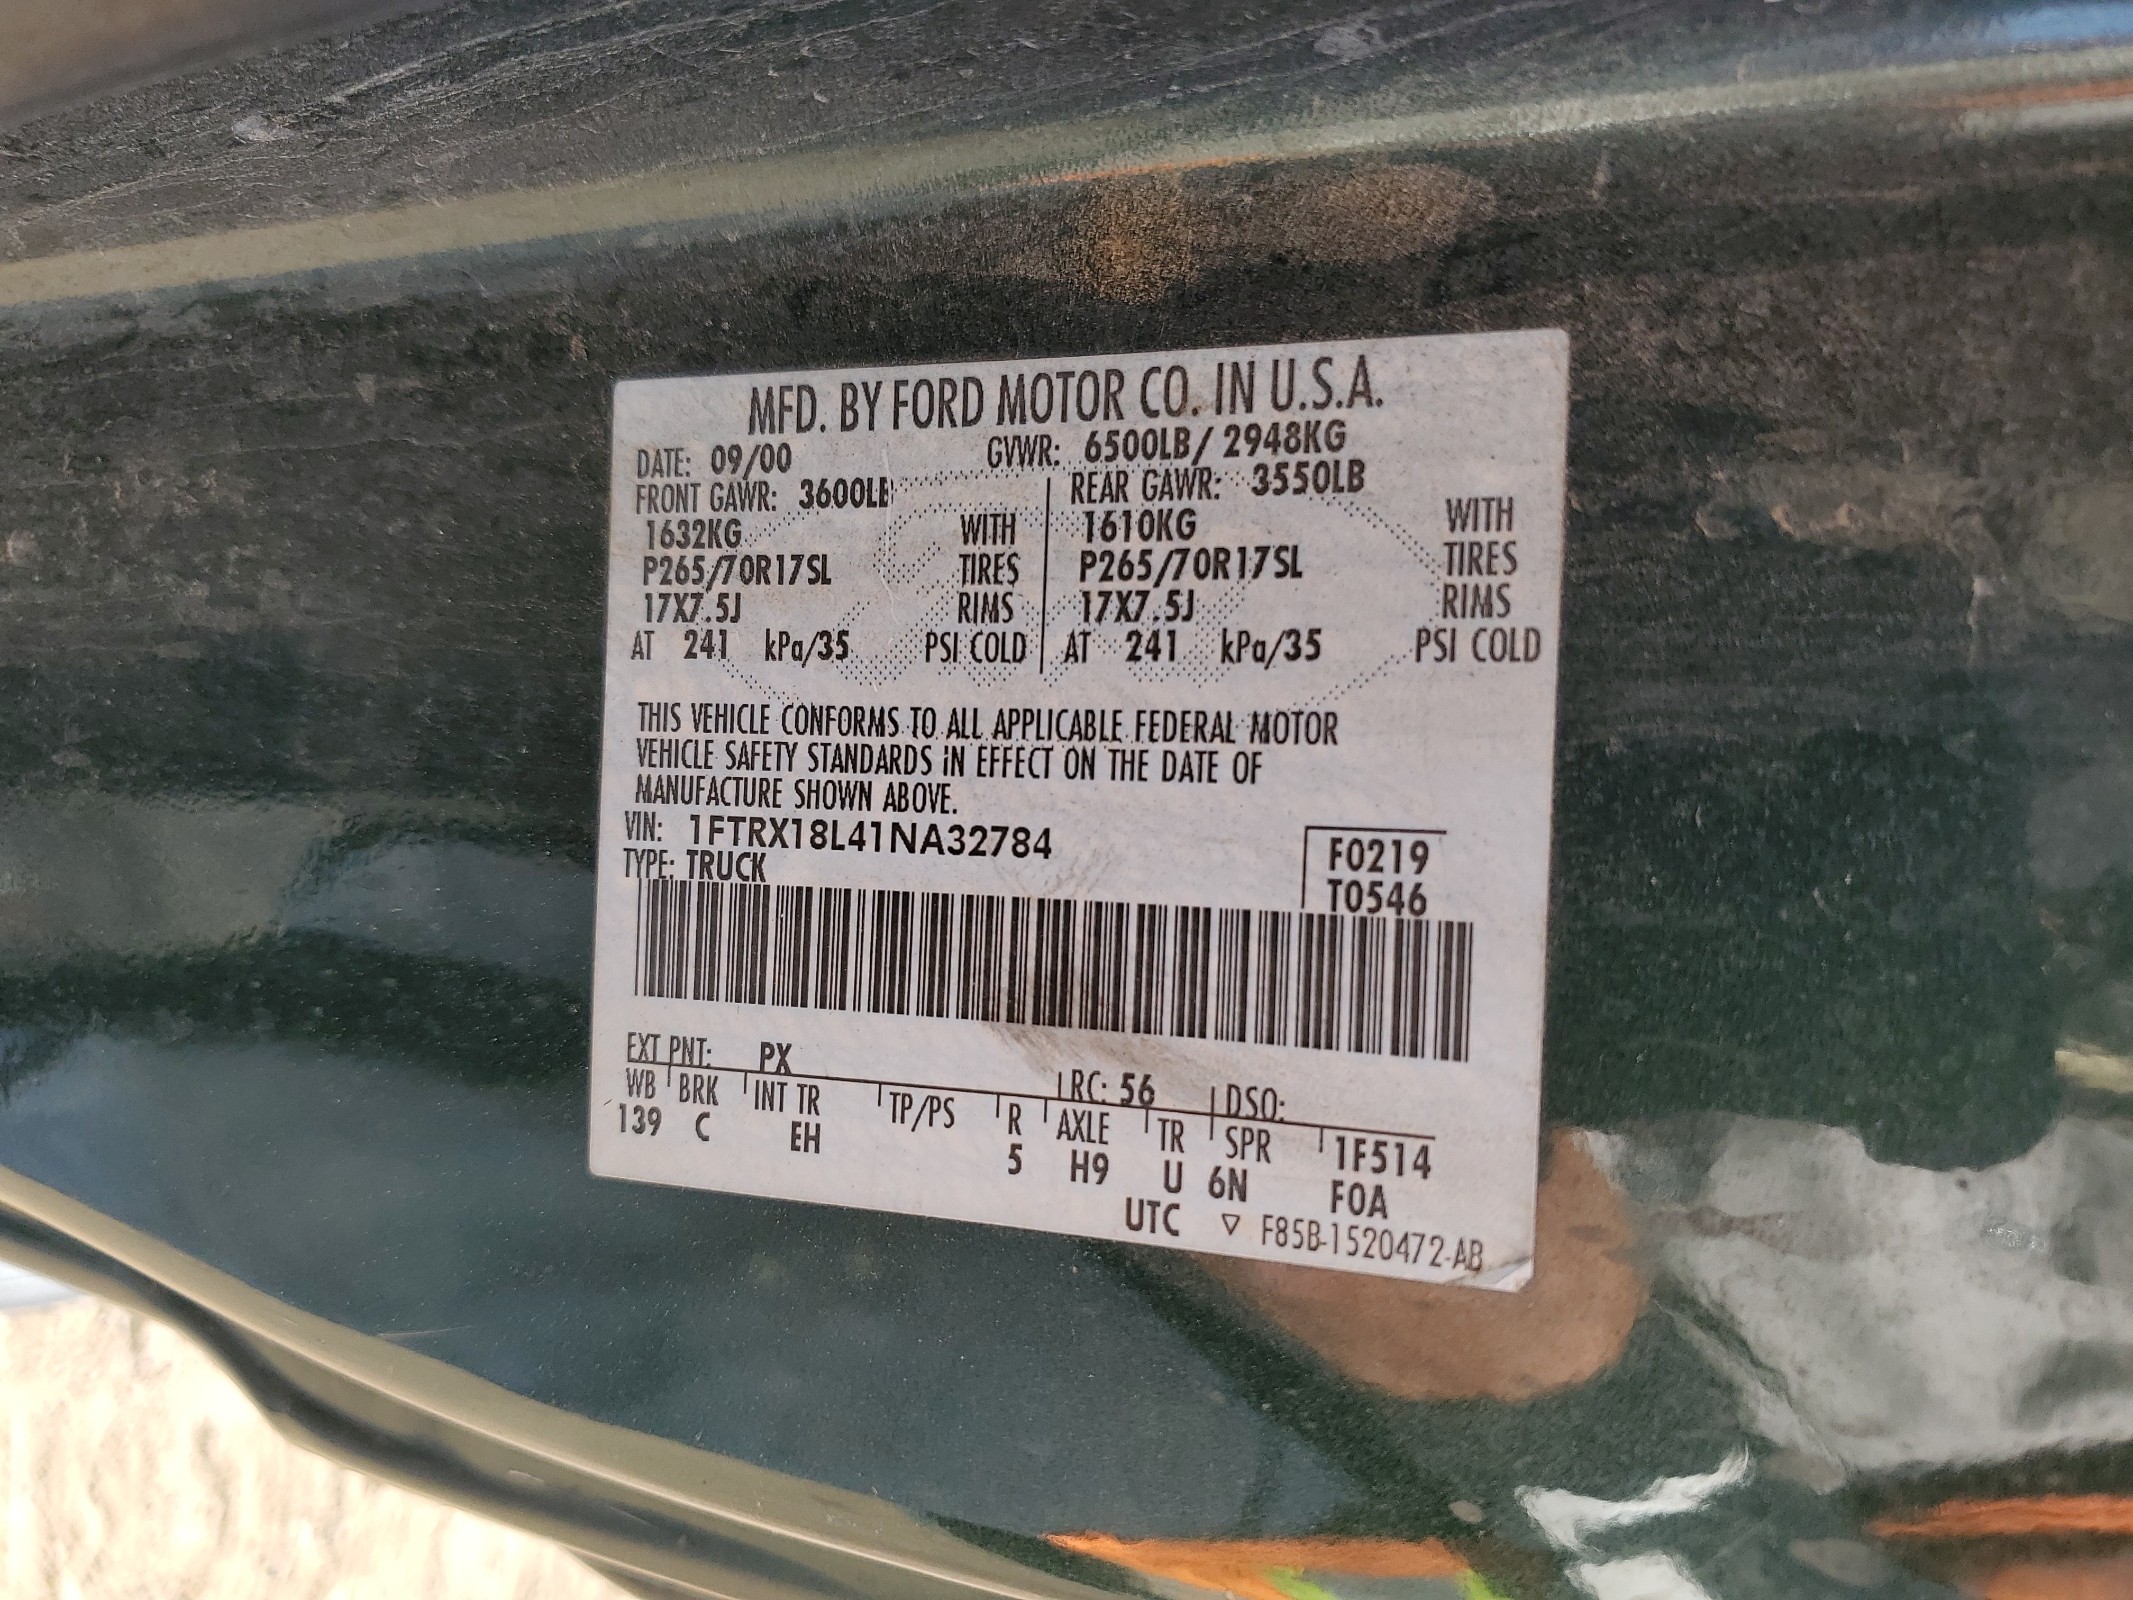 MFD. BY FORD MOTOR CO. IN U.S.A.
DATE: 09/00 GVWR: 6500LB/ 2948KG
FRONT GAWR: 3600LB REAR GAWR: 3550LB
1632KG WITH 1610KG WITH
P265/70R17SL TIRES P265/70R17SL TIRES
17X7.5J RIMS 17X7.5J RIMS
AT 241 kPa/35 PSI COLD AT 241 kPa/35 PSI COLD
THIS VEHICLE CONFORMS TO ALL APPLICABLE FEDERAL MOTOR
VEHICLE SAFETY STANDARDS IN EFFECT ON THE DATE OF
MANUFACTURE SHOWN ABOVE.
VIN: 1FTRX18L41NA32784 F0219
TYPE: TRUCK T0546
EXT PNT: PX RC: 56 DSO:
WB BRK INT TR TP/PS R AXLE TR SPR 1F514
139 C EH 5 H9 U 6N F0A
UTC ▽ F85B-1520472-AB